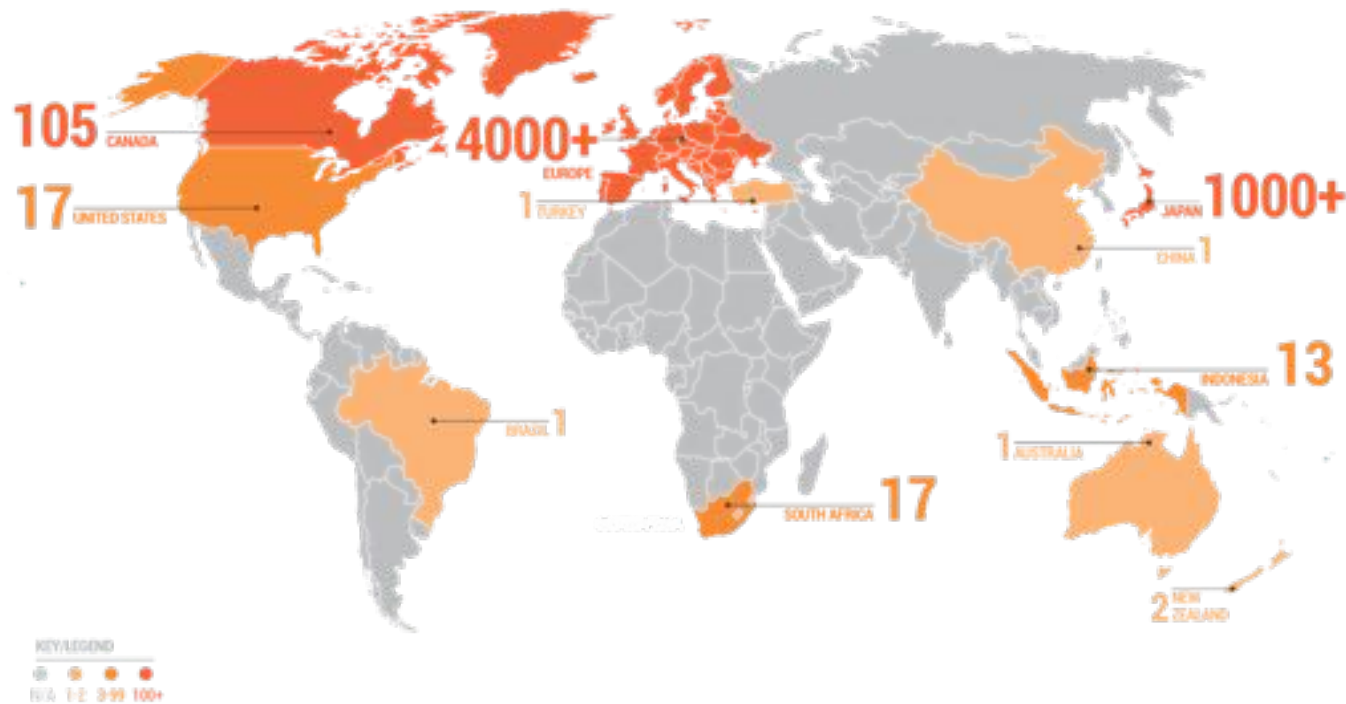 105 CANADA
4000+ EUROPE
17 UNITED STATES
1 TURKEY
JAPAN 1000+
CHINA 1
INDONESIA 13
BRASIL 1
1 AUSTRALIA
SOUTH AFRICA 17
2 NEW
ZEALAND
KEY/LEGEND
N/A 1-2 3-99 100+